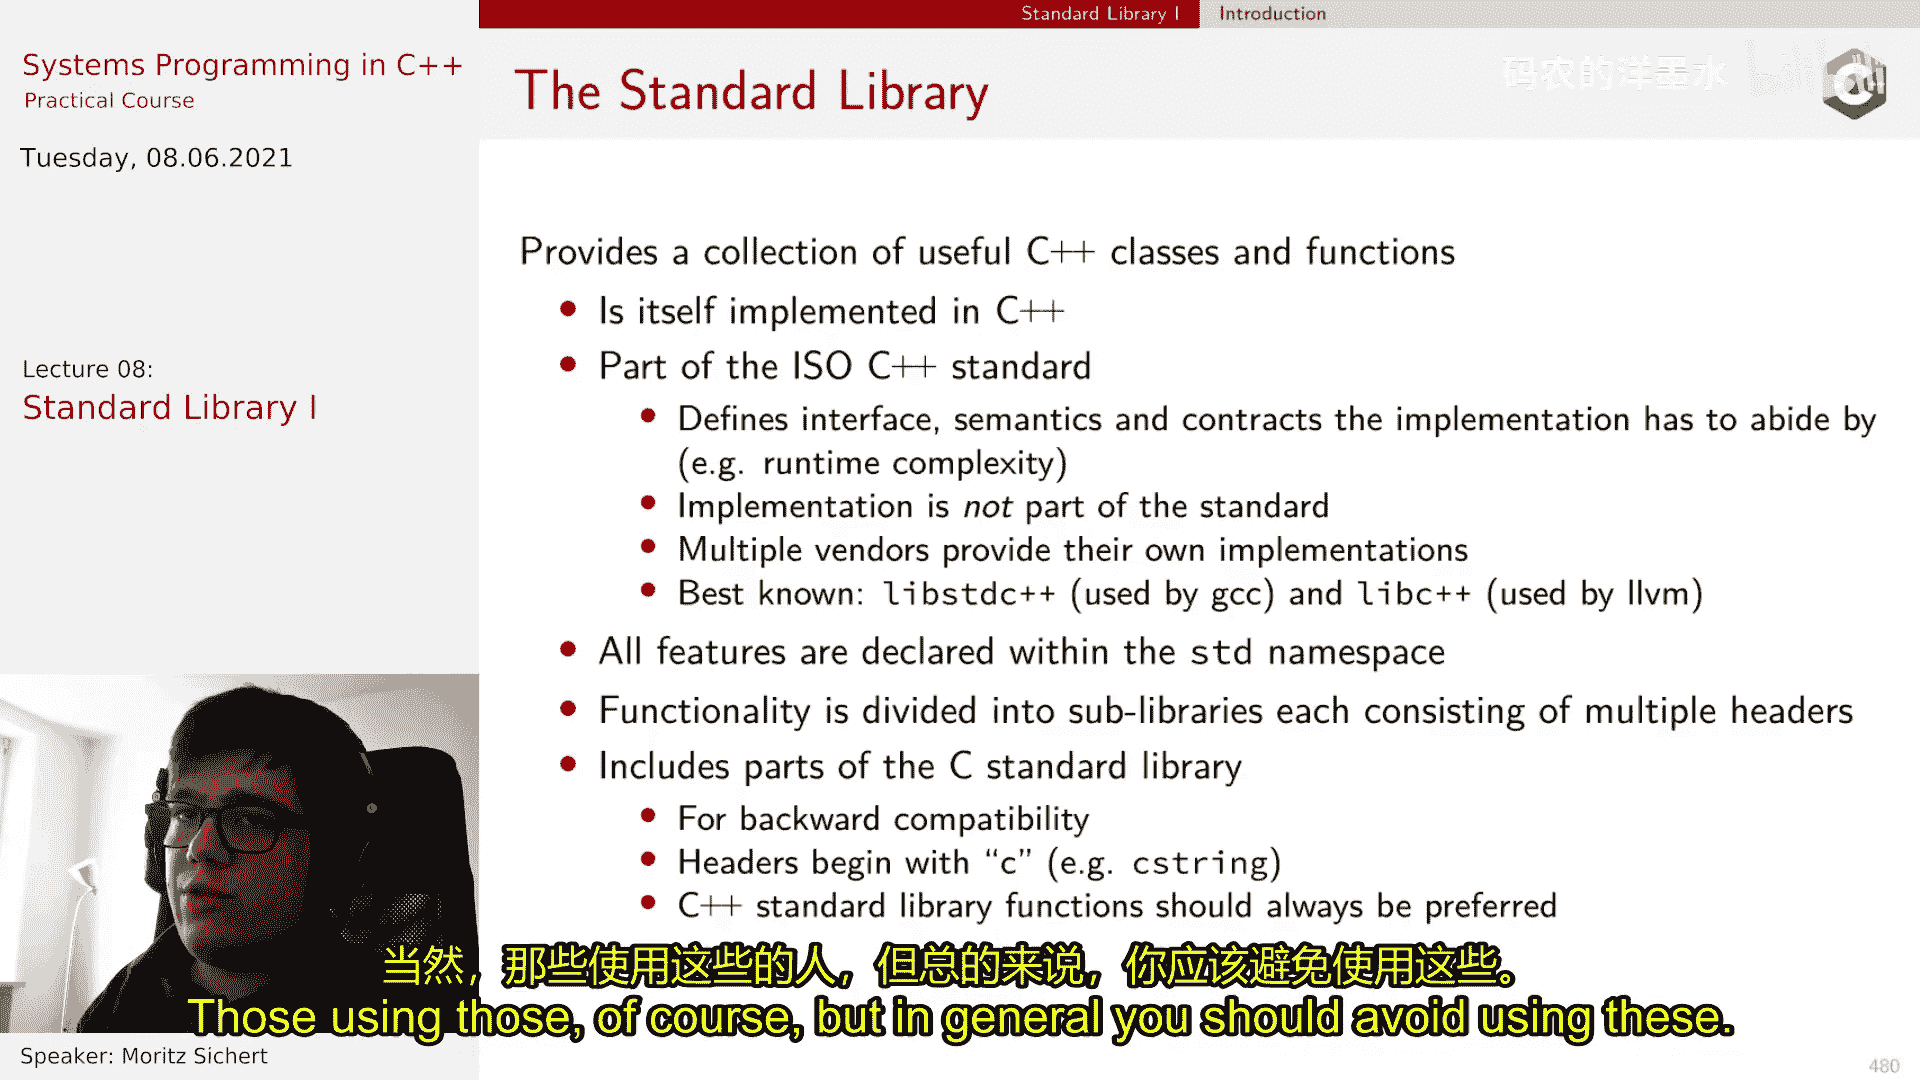 Standard Library I
Introduction
Systems Programming in C++
Practical Course
Tuesday, 08.06.2021
Lecture 08:
Standard Library I
The Standard Library
码农的洋墨水
Provides a collection of useful C++ classes and functions
• Is itself implemented in C++
• Part of the ISO C++ standard
• Defines interface, semantics and contracts the implementation has to abide by
(e.g. runtime complexity)
• Implementation is not part of the standard
• Multiple vendors provide their own implementations
• Best known: libstdc++ (used by gcc) and libc++ (used by llvm)
• All features are declared within the std namespace
• Functionality is divided into sub-libraries each consisting of multiple headers
• Includes parts of the C standard library
• For backward compatibility
• Headers begin with “c” (e.g. cstring)
• C++ standard library functions should always be preferred
当然，那些使用这些的人，但总的来说，你应该避免使用这些。
Those using those, of course, but in general you should avoid using these.
Speaker: Moritz Sichert
480